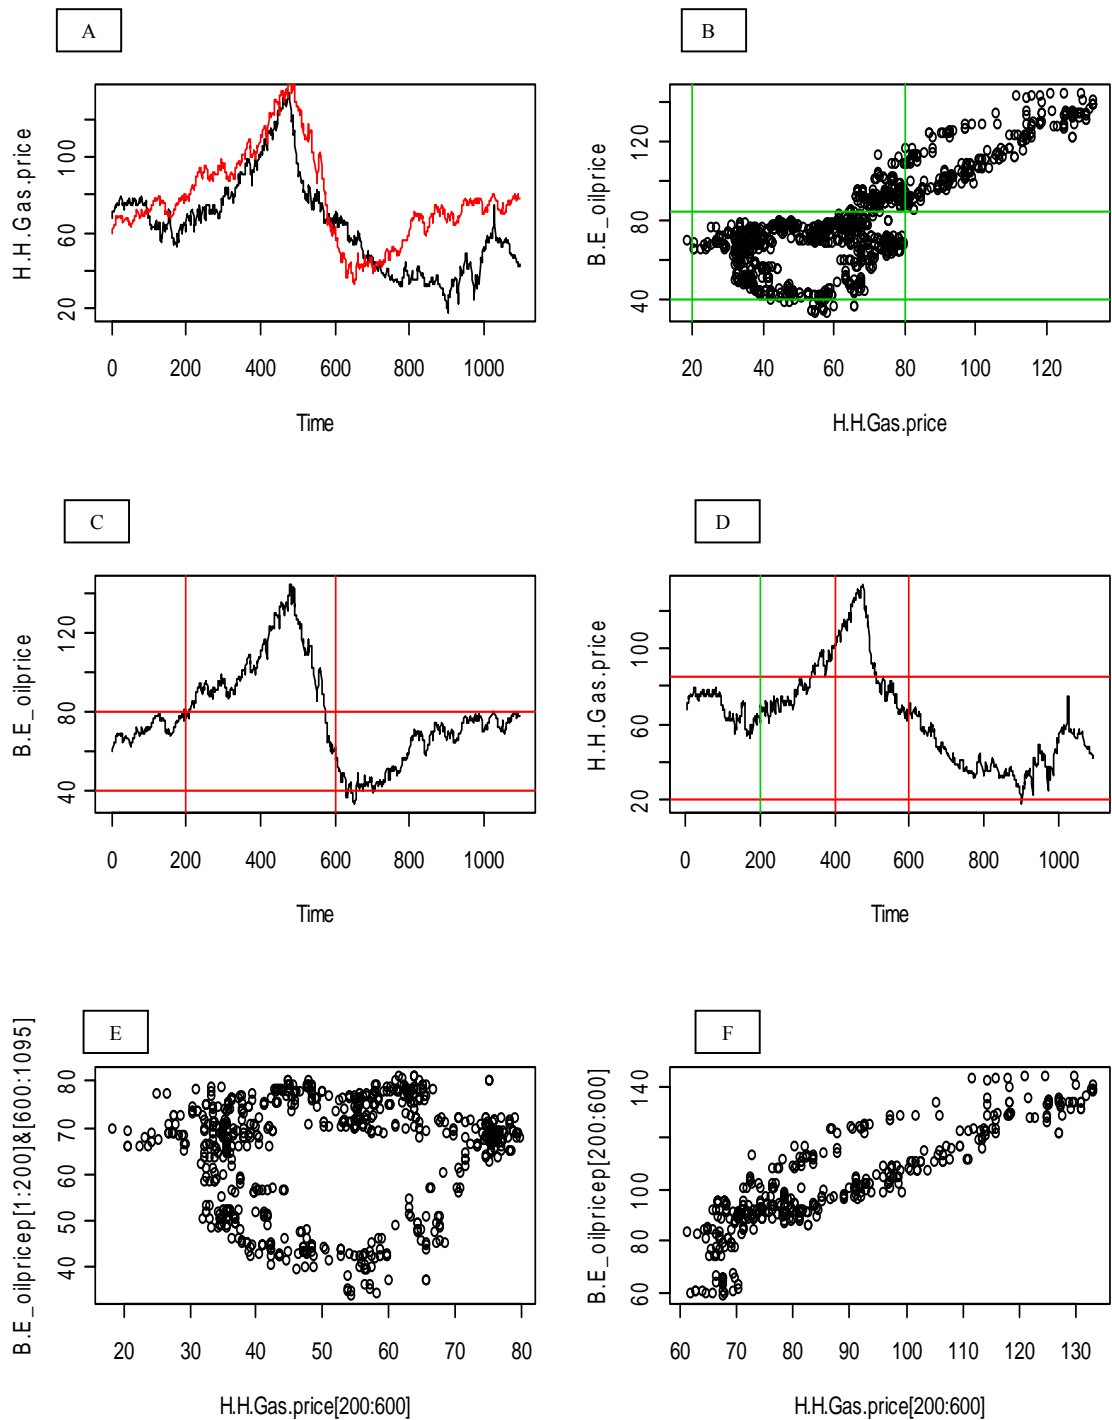 A
B
H.H.Gas.price
20 60 100
0 200 400 600 800 1000
Time
B.E_oilprice
40 80 120
20 40 60 80 100 120
H.H.Gas.price
C
D
B.E_oilprice
40 80 120
0 200 400 600 800 1000
Time
H.H.Gas.price
20 60 100
0 200 400 600 800 1000
Time
E
F
B.E_oilpricep[1:200]&[600:1095]
40 50 60 70 80
20 30 40 50 60 70 80
H.H.Gas.price[200:600]
B.E_oilpricep[200:600]
60 80 100 120 140
60 70 80 90 100 110 120 130
H.H.Gas.price[200:600]